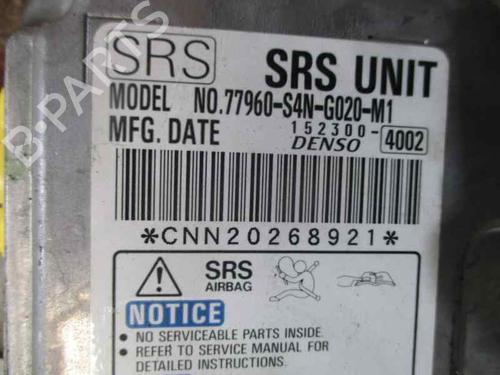 SRS SRS UNIT
MODEL NO.77960-S4N-G020-M1
MFG. DATE 152300-4002
DENSO
*CNN20268921*
SRS
AIRBAG
NOTICE
• NO SERVICEABLE PARTS INSIDE.
• REFER TO SERVICE MANUAL FOR
DETAILED INSTRUCTIONS.
B-PARTS